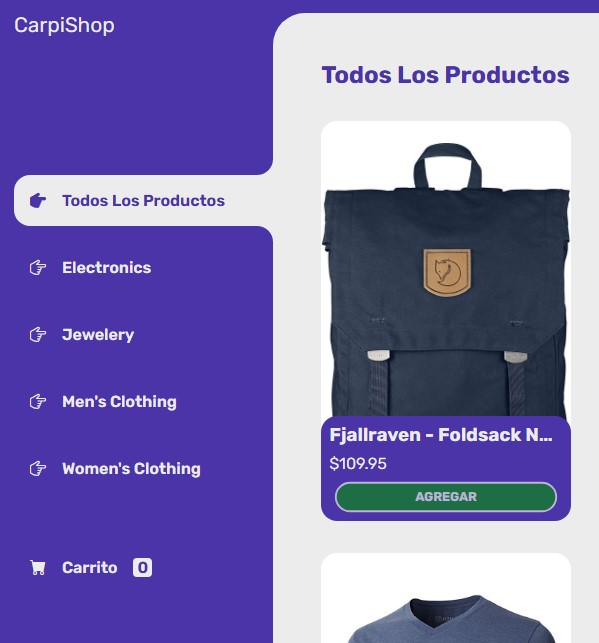 CarpiShop
Todos Los Productos
Electronics
Jewelery
Men's Clothing
Women's Clothing
Carrito 0
Todos Los Productos
Fjallraven - Foldsack N...
$109.95
AGREGAR